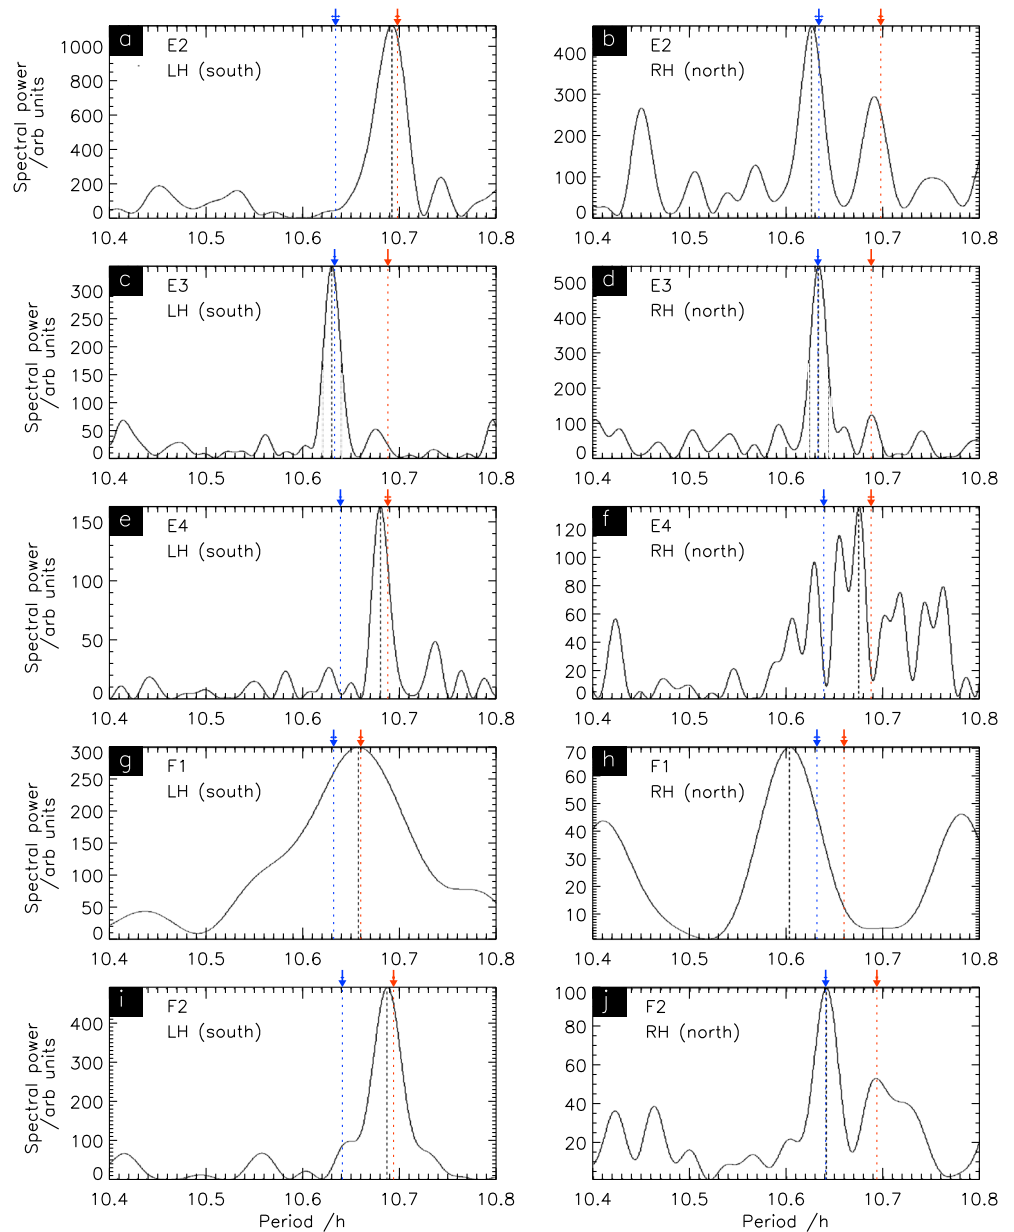 a
E2
LH (south)
Spectral power
/arb units
1000
800
600
400
200
0
10.4 10.5 10.6 10.7 10.8
b
E2
RH (north)
400
300
200
100
0
10.4 10.5 10.6 10.7 10.8
c
E3
LH (south)
Spectral power
/arb units
300
250
200
150
100
50
0
10.4 10.5 10.6 10.7 10.8
d
E3
RH (north)
500
400
300
200
100
0
10.4 10.5 10.6 10.7 10.8
e
E4
LH (south)
Spectral power
/arb units
150
100
50
0
10.4 10.5 10.6 10.7 10.8
f
E4
RH (north)
120
100
80
60
40
20
0
10.4 10.5 10.6 10.7 10.8
g
F1
LH (south)
Spectral power
/arb units
300
250
200
150
100
50
0
10.4 10.5 10.6 10.7 10.8
h
F1
RH (north)
70
60
50
40
30
20
10
10.4 10.5 10.6 10.7 10.8
i
F2
LH (south)
Spectral power
/arb units
400
300
200
100
0
10.4 10.5 10.6 10.7 10.8
Period /h
j
F2
RH (north)
100
80
60
40
20
10.4 10.5 10.6 10.7 10.8
Period /h